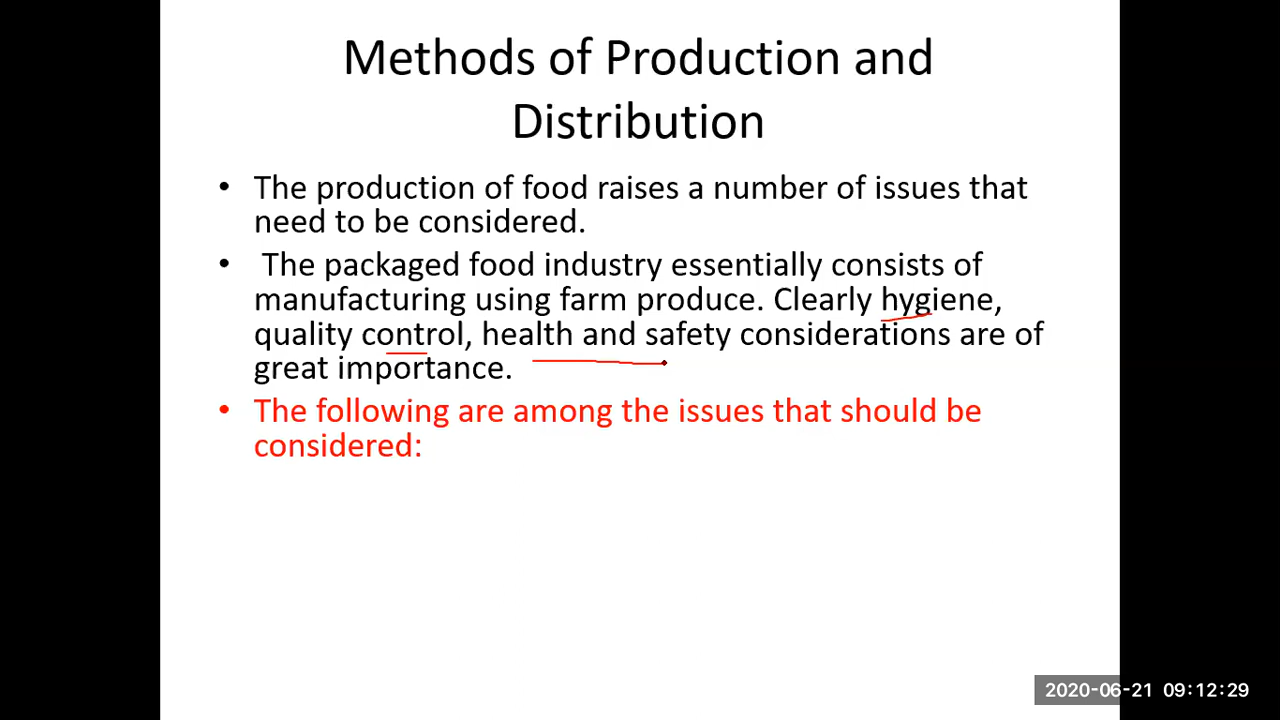 Methods of Production and
Distribution
• The production of food raises a number of issues that
need to be considered.
• The packaged food industry essentially consists of
manufacturing using farm produce. Clearly hygiene,
quality control, health and safety considerations are of
great importance.
• The following are among the issues that should be
considered:
2020-06-21 09:12:29